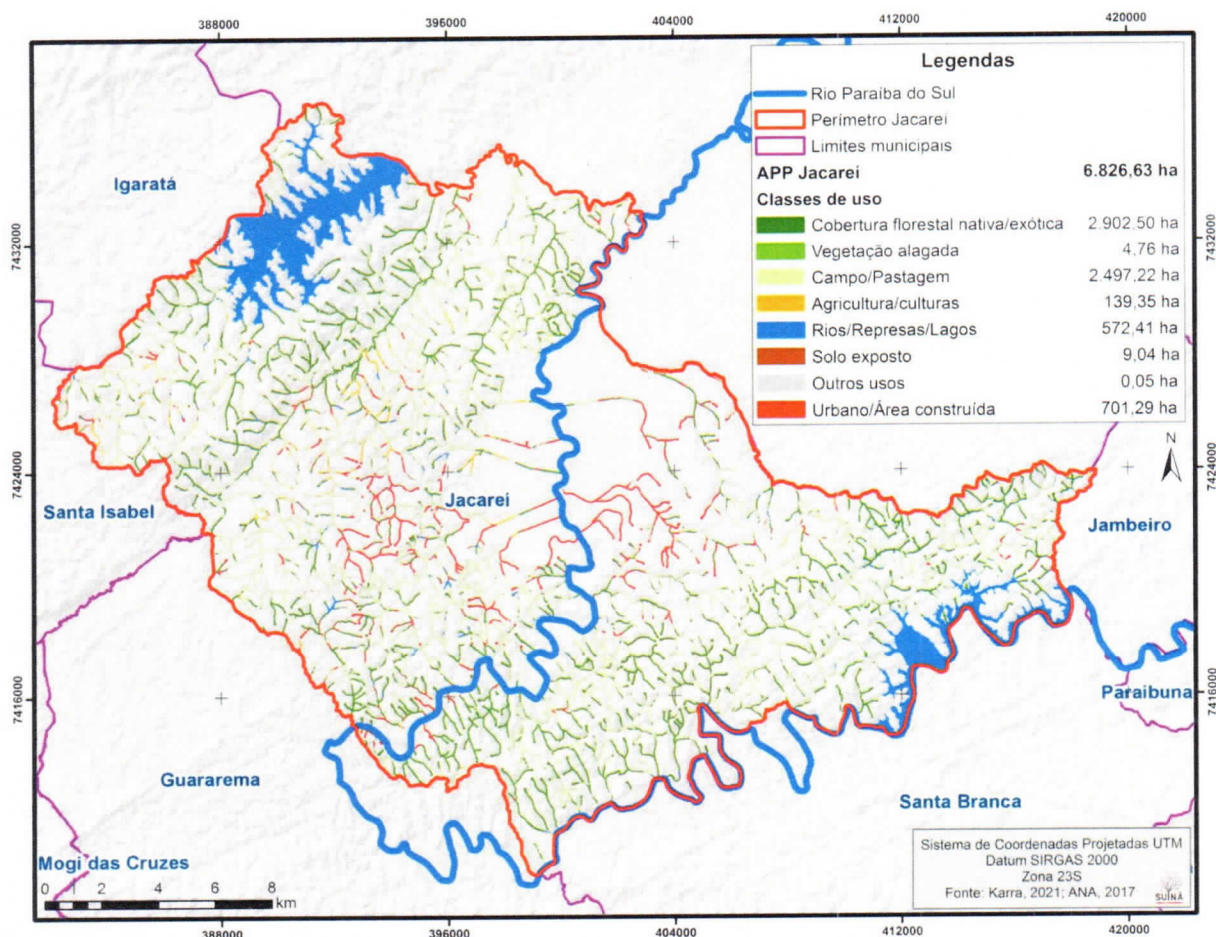 388000 396000 404000 412000 420000
Legendas
Rio Paraíba do Sul
Perímetro Jacareí
Limites municipais
APP Jacareí 6.826,63 ha
Classes de uso
Cobertura florestal nativa/exótica 2.902,50 ha
Vegetação alagada 4,76 ha
Campo/Pastagem 2.497,22 ha
Agricultura/culturas 139,35 ha
Rios/Represas/Lagos 572,41 ha
Solo exposto 9,04 ha
Outros usos 0,05 ha
Urbano/Área construída 701,29 ha
Igaratá
7432000 7432000
N
7424000 7424000
Jacareí
Santa Isabel
Jambeiro
7416000 7416000
Paraibuna
Guararema
Santa Branca
Mogi das Cruzes
0 1 2 4 6 8
km
Sistema de Coordenadas Projetadas UTM
Datum SIRGAS 2000
Zona 23S
Fonte: Karra, 2021; ANA, 2017
SUINÃ
388000 396000 404000 412000 420000